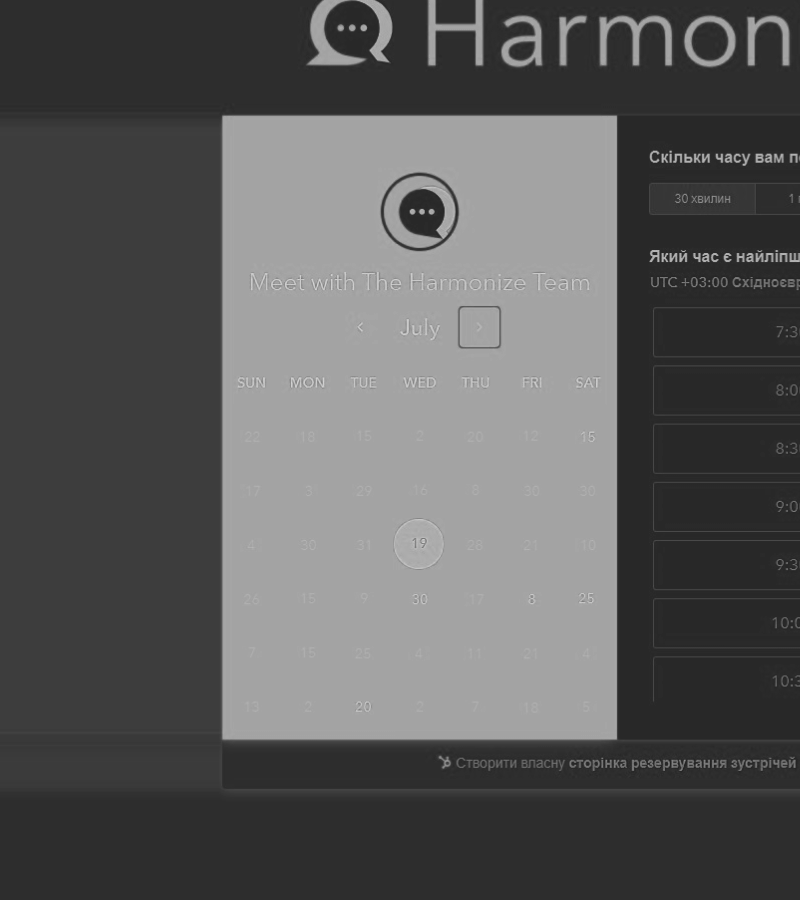 Harmon
Meet with The Harmonize Team
July
SUN MON TUE WED THU FRI SAT
22 18 15 2 20 12 15
17 3 29 16 8 30 30
4 30 31 19 28 21 10
26 15 9 30 17 8 25
7 15 25 4 11 21 4
13 2 7 18 5
20
Скільки часу вам
30 хвилин 1
Який час є найліпш
UTC +03:00 Східноєвр
7:3
8:0
8:3
9:0
9:3
10:0
10:3
Створити власну сторінка резервування зустрічей